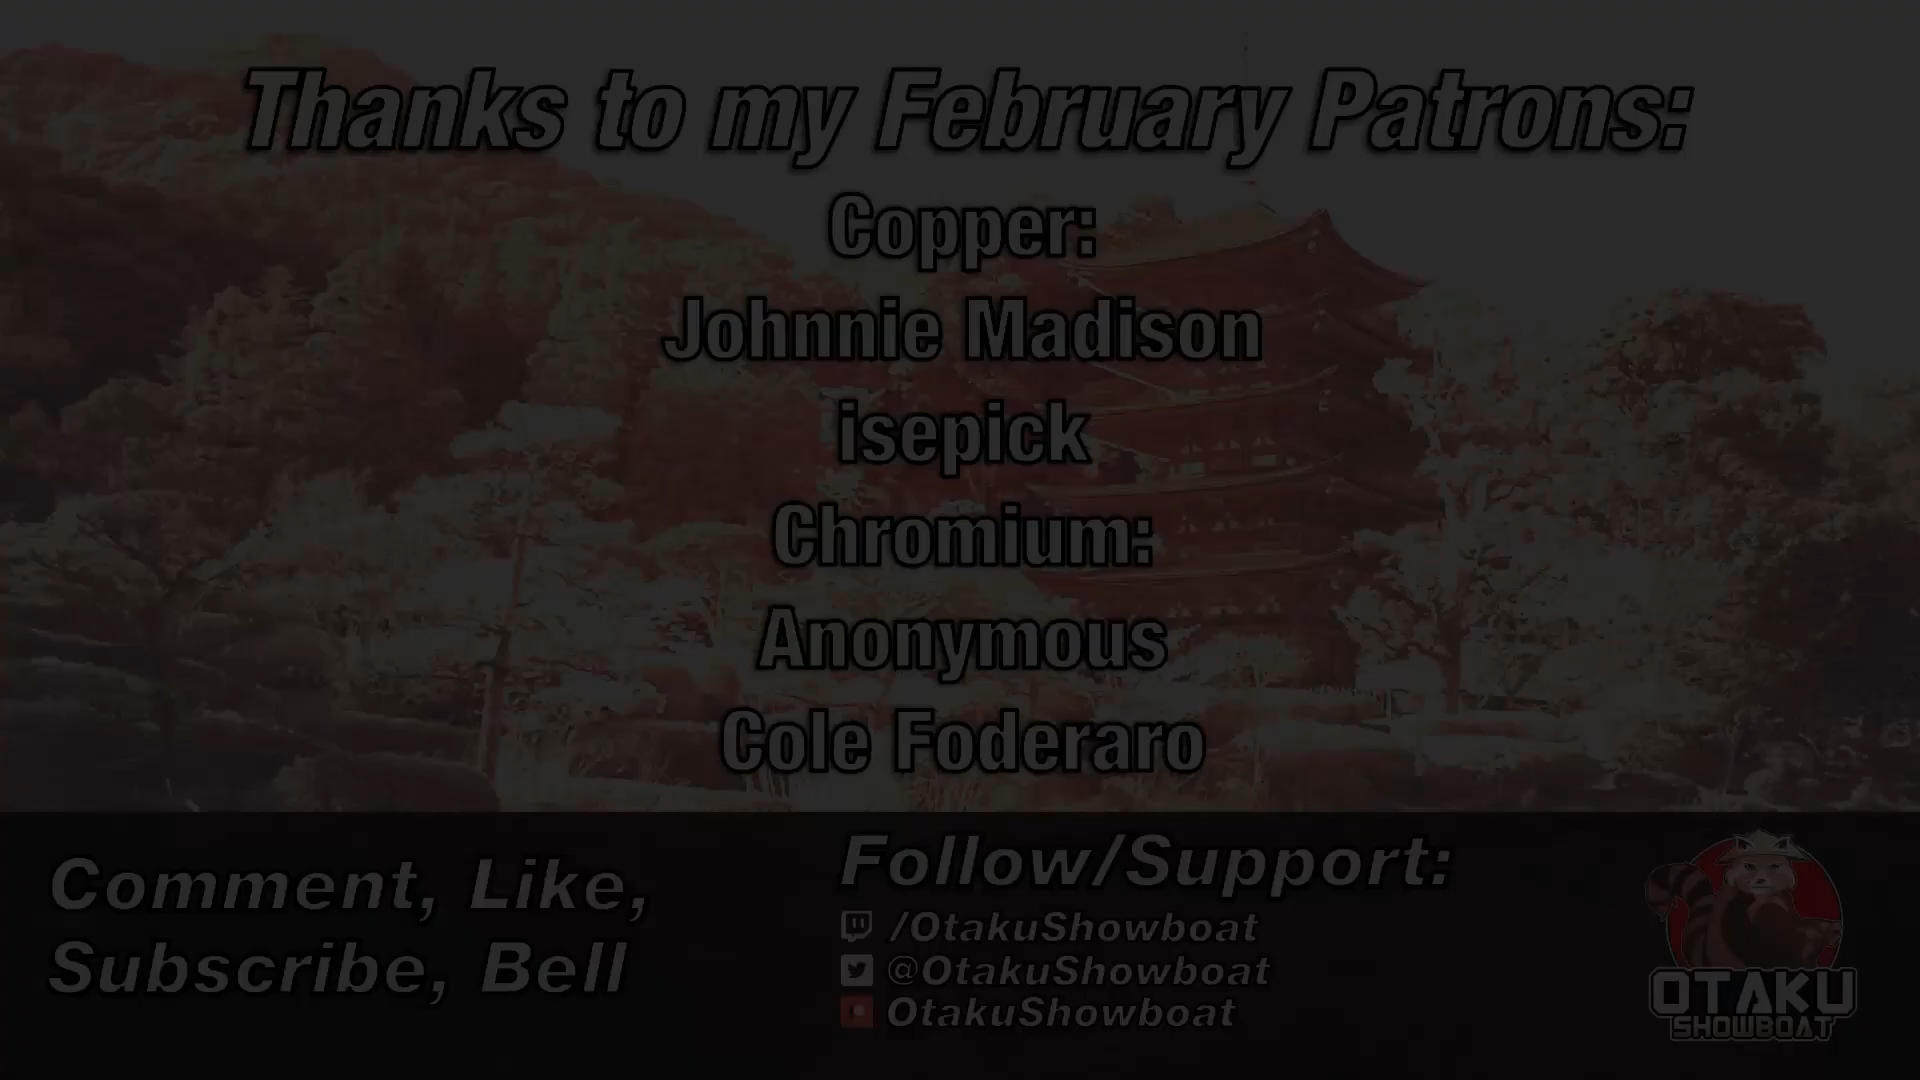 Thanks to my February Patrons:
Copper:
Johnnie Madison
isepick
Chromium:
Anonymous
Cole Foderaro
Comment, Like,
Subscribe, Bell
Follow/Support:
/OtakuShowboat
@OtakuShowboat
OtakuShowboat
OTAKU
SHOWBOAT